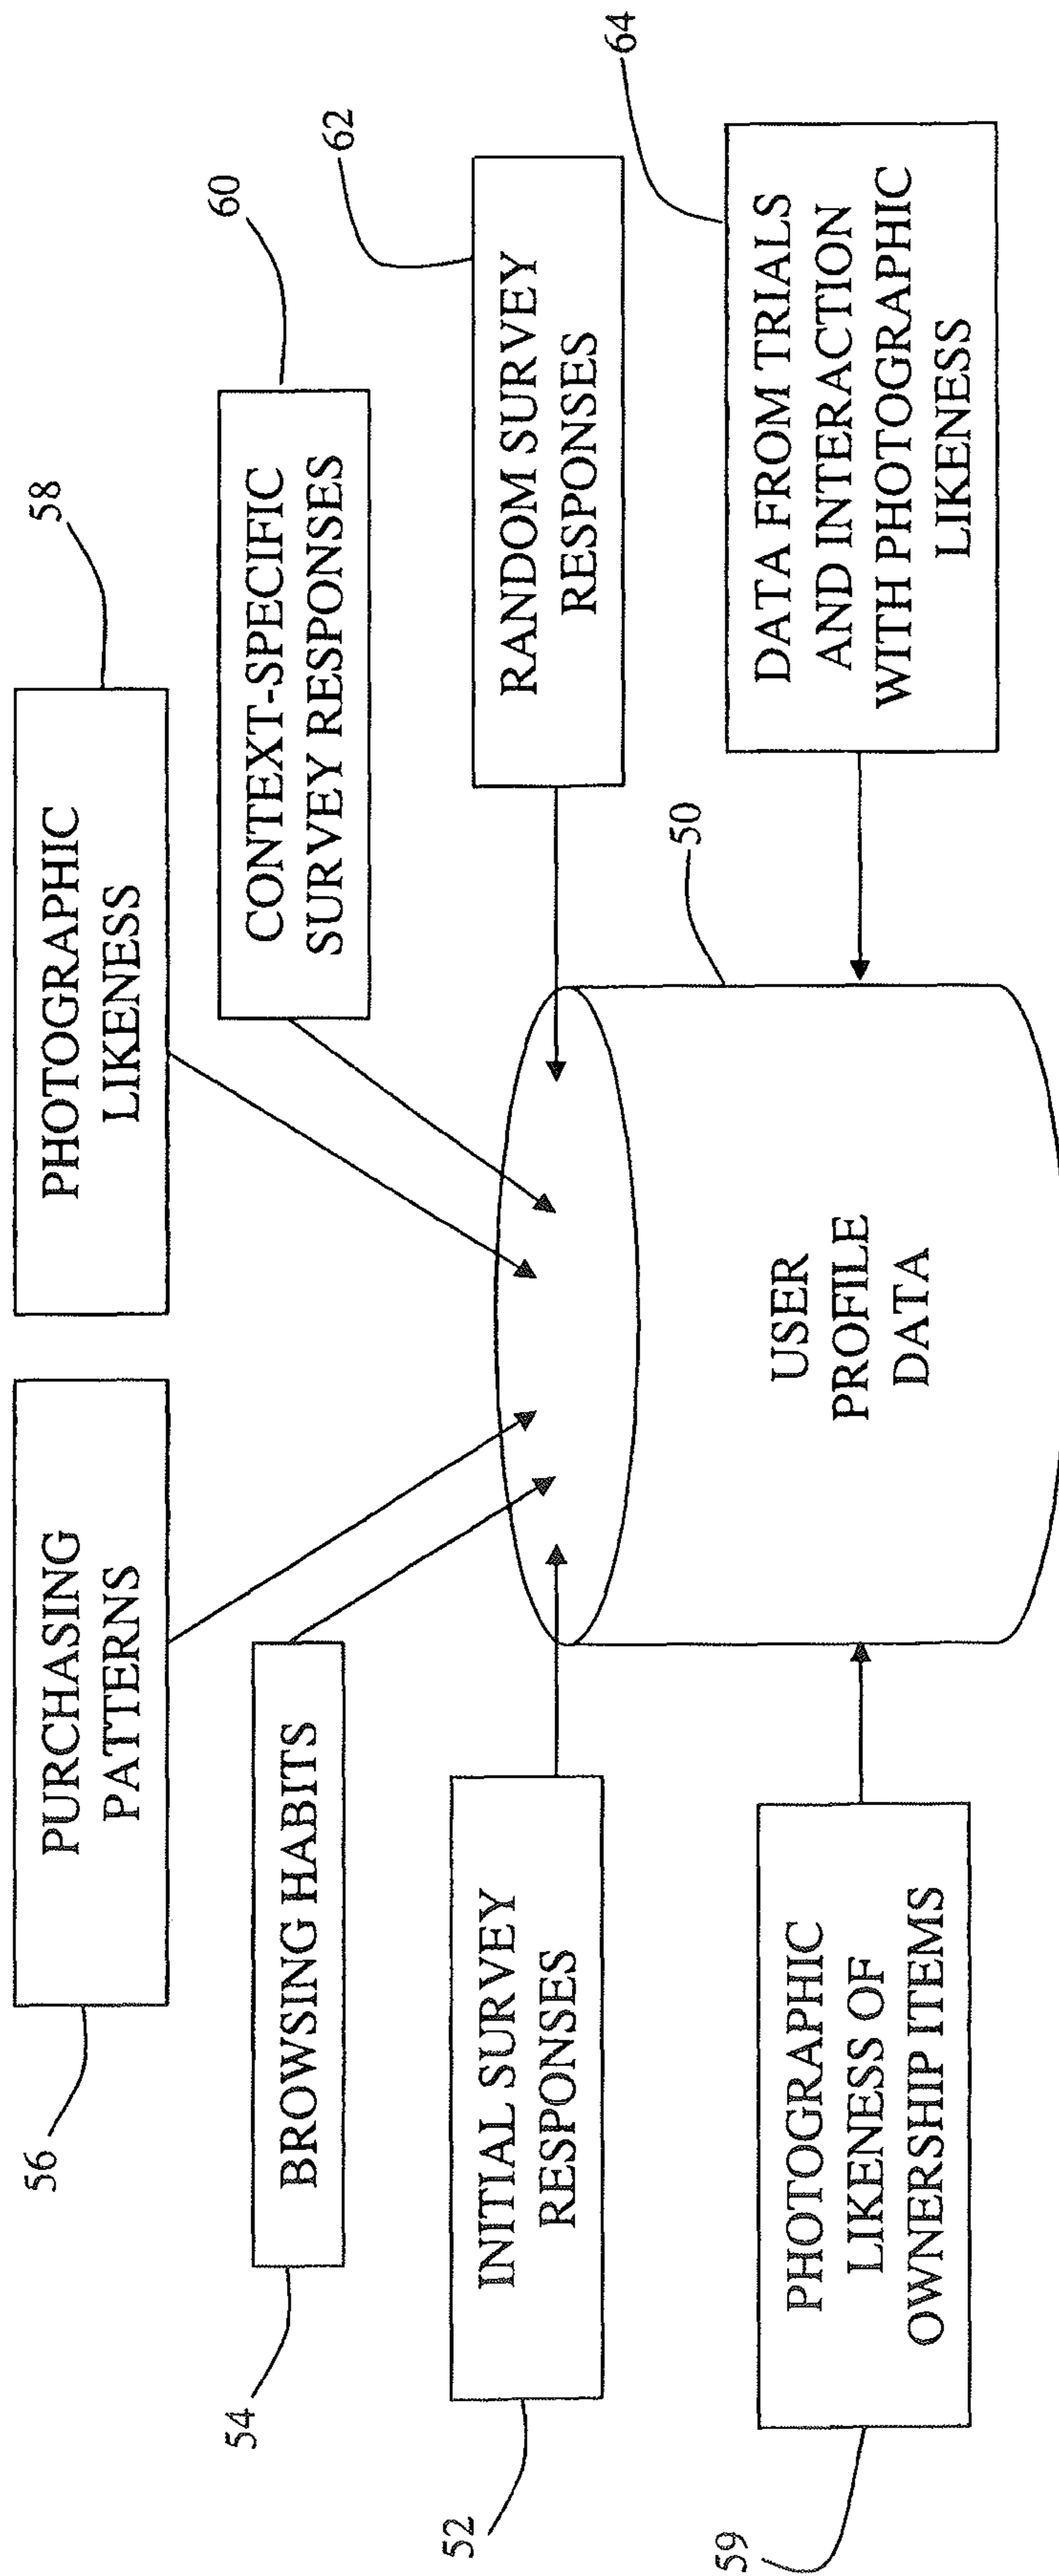 56
PURCHASING
PATTERNS
PHOTOGRAPHIC
LIKENESS
58
54
BROWSING HABITS
CONTEXT-SPECIFIC
SURVEY RESPONSES
60
52
INITIAL SURVEY
RESPONSES
RANDOM SURVEY
RESPONSES
62
59
PHOTOGRAPHIC
LIKENESS OF
OWNERSHIP ITEMS
USER
PROFILE
DATA
50
DATA FROM TRIALS
AND INTERACTION
WITH PHOTOGRAPHIC
LIKENESS
64